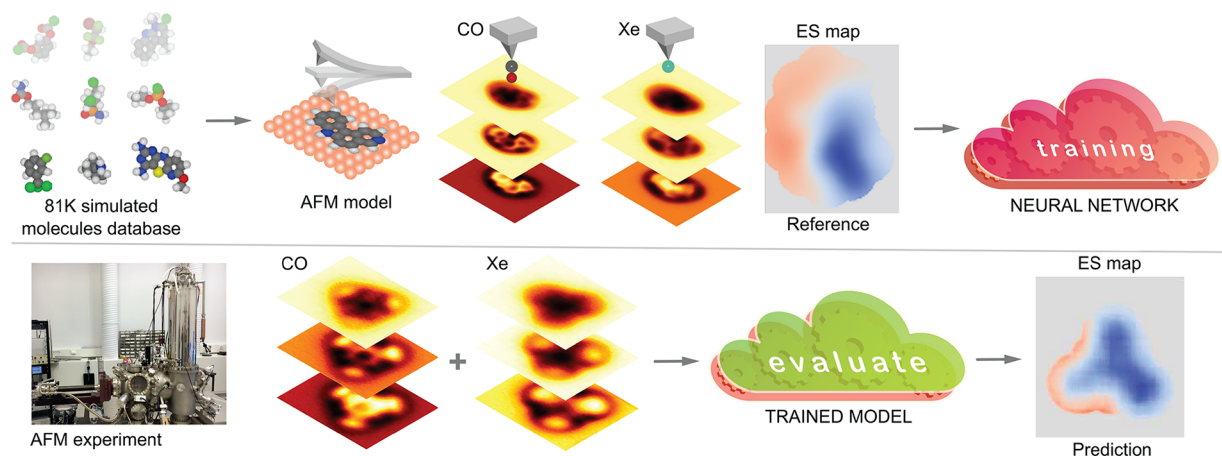 CO
Xe
ES map
training
81K simulated
molecules database
AFM model
Reference
NEURAL NETWORK
CO
Xe
ES map
+
evaluate
AFM experiment
TRAINED MODEL
Prediction